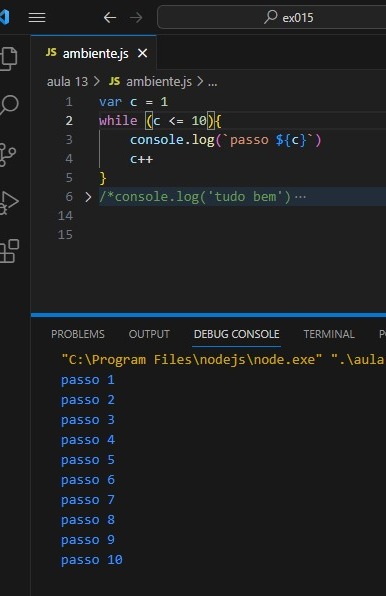 ex015
JS ambiente.js
aula 13 > JS ambiente.js > ...
1 var c = 1
2 while (c <= 10){
3 console.log(`passo ${c}`)
4 c++
5 }
6 /*console.log('tudo bem') ...
14
15
PROBLEMS OUTPUT DEBUG CONSOLE TERMINAL
"C:\Program Files\nodejs\node.exe" ".\aula
passo 1
passo 2
passo 3
passo 4
passo 5
passo 6
passo 7
passo 8
passo 9
passo 10